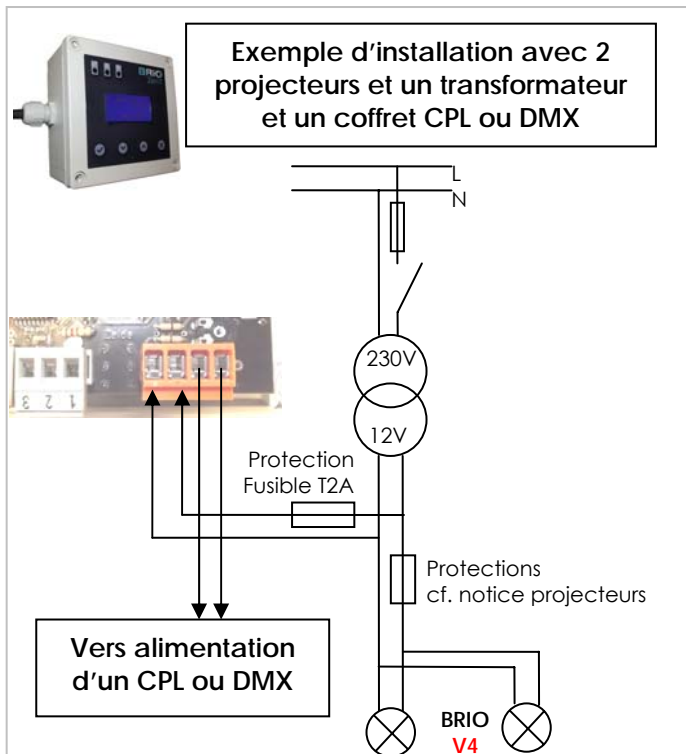 BRIO
Exemple d'installation avec 2
projecteurs et un transformateur
et un coffret CPL ou DMX
L
N
3 2 1
230V
12V
Protection
Fusible T2A
Protections
cf. notice projecteurs
Vers alimentation
d'un CPL ou DMX
BRIO
V4